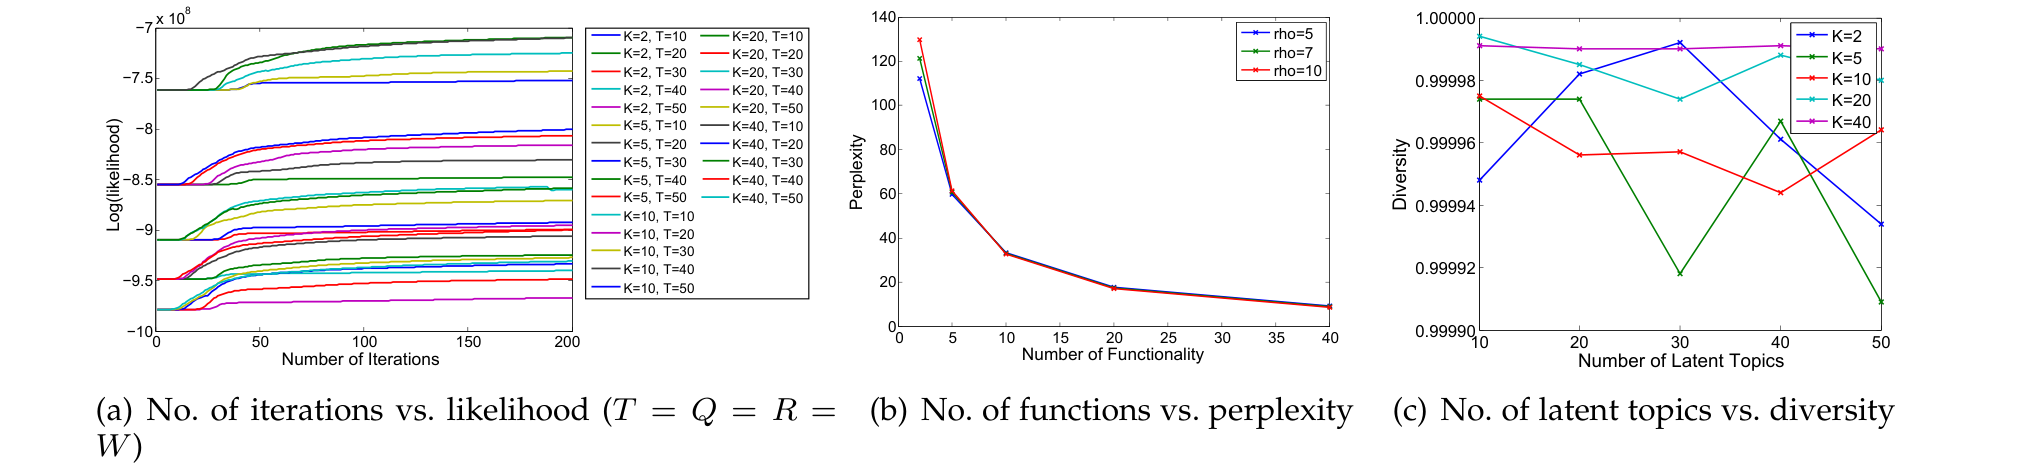 x 10^8
−7
−7.5
−8
−8.5
−9
−9.5
−10
0 50 100 150 200
Log(likelihood)
Number of Iterations
K=2, T=10
K=2, T=20
K=2, T=30
K=2, T=40
K=2, T=50
K=5, T=10
K=5, T=20
K=5, T=30
K=5, T=40
K=5, T=50
K=10, T=10
K=10, T=20
K=10, T=30
K=10, T=40
K=10, T=50
K=20, T=10
K=20, T=20
K=20, T=30
K=20, T=40
K=20, T=50
K=40, T=10
K=40, T=20
K=40, T=30
K=40, T=40
K=40, T=50
(a) No. of iterations vs. likelihood (T = Q = R =
W)
140
120
100
80
60
40
20
0
0 5 10 15 20 25 30 35 40
Perplexity
Number of Functionality
rho=5
rho=7
rho=10
(b) No. of functions vs. perplexity
1.00000
0.99998
0.99996
0.99994
0.99992
0.99990
10 20 30 40 50
Diversity
Number of Latent Topics
K=2
K=5
K=10
K=20
K=40
(c) No. of latent topics vs. diversity